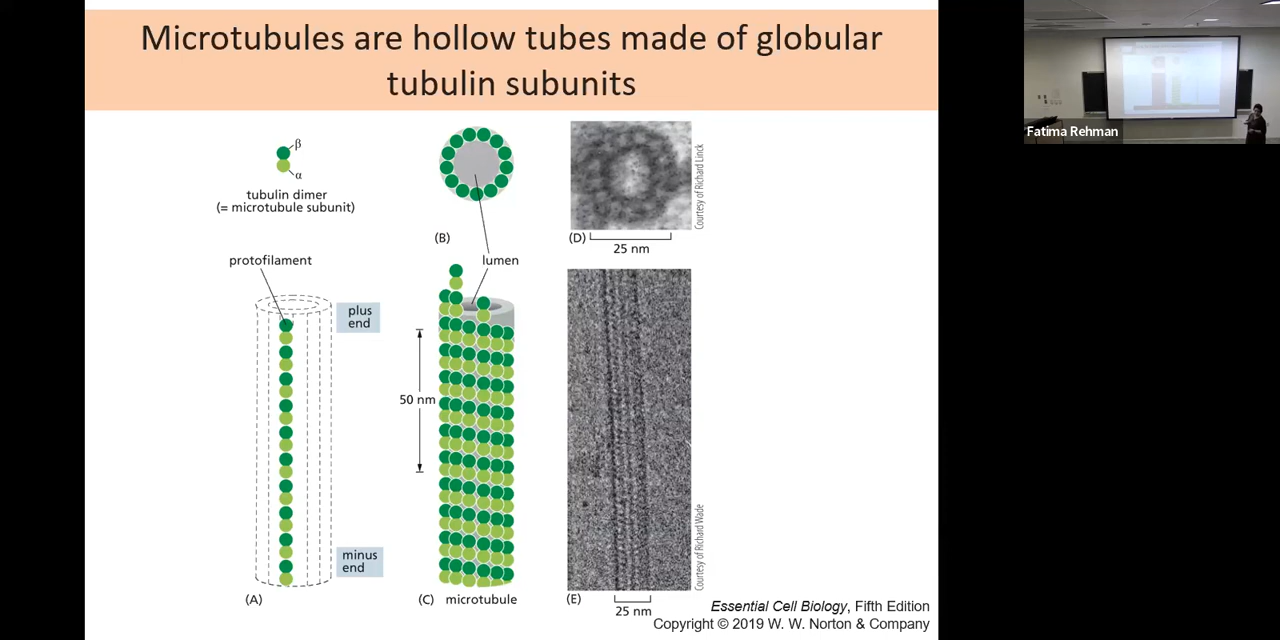 Microtubules are hollow tubes made of globular
tubulin subunits
β
α
tubulin dimer
(= microtubule subunit)
protofilament
plus
end
minus
end
(A)
(B)
lumen
50 nm
(C) microtubule
(D)
25 nm
Courtesy of Richard Linck
(E)
25 nm
Courtesy of Richard Wade
Essential Cell Biology, Fifth Edition
Copyright © 2019 W. W. Norton & Company
Fatima Rehman